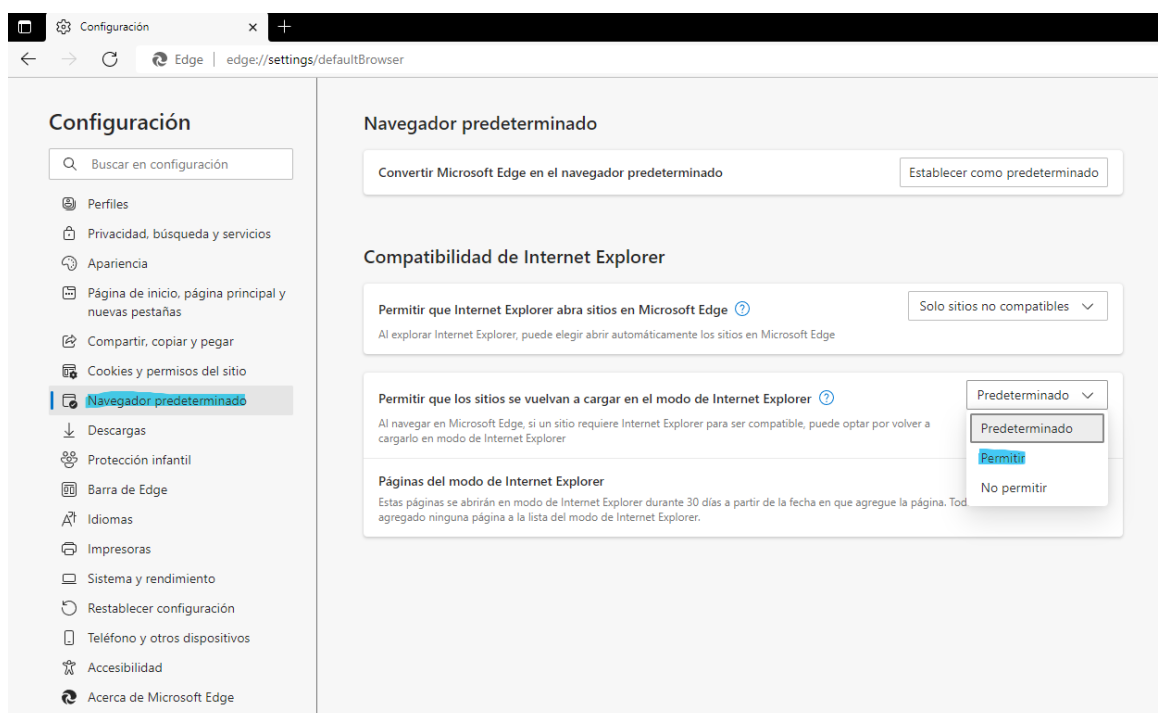 Configuración
Edge | edge://settings/defaultBrowser
Configuración
Buscar en configuración
Perfiles
Privacidad, búsqueda y servicios
Apariencia
Página de inicio, página principal y
nuevas pestañas
Compartir, copiar y pegar
Cookies y permisos del sitio
Navegador predeterminado
Descargas
Protección infantil
Barra de Edge
Idiomas
Impresoras
Sistema y rendimiento
Restablecer configuración
Teléfono y otros dispositivos
Accesibilidad
Acerca de Microsoft Edge
Navegador predeterminado
Convertir Microsoft Edge en el navegador predeterminado
Establecer como predeterminado
Compatibilidad de Internet Explorer
Permitir que Internet Explorer abra sitios en Microsoft Edge
Solo sitios no compatibles
Al explorar Internet Explorer, puede elegir abrir automáticamente los sitios en Microsoft Edge
Permitir que los sitios se vuelvan a cargar en el modo de Internet Explorer
Predeterminado
Al navegar en Microsoft Edge, si un sitio requiere Internet Explorer para ser compatible, puede optar por volver a
cargarlo en modo de Internet Explorer
Predeterminado
Permitir
No permitir
Páginas del modo de Internet Explorer
Estas páginas se abrirán en modo de Internet Explorer durante 30 días a partir de la fecha en que agregue la página. Tod
agregado ninguna página a la lista del modo de Internet Explorer.